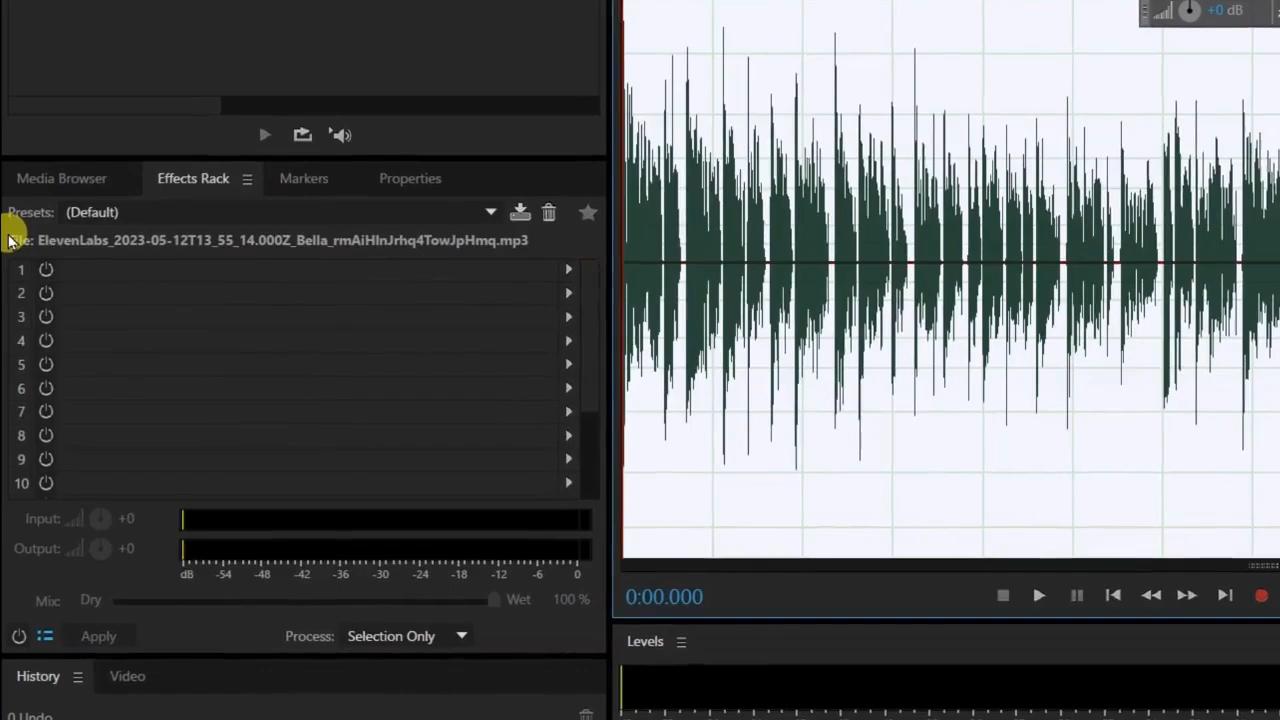 +0 dB
Media Browser
Effects Rack
Markers
Properties
Presets: (Default)
ElevenLabs_2023-05-12T13_55_14.000Z_Bella_rmAiHlnJrhq4TowJpHmq.mp3
1
2
3
4
5
6
7
8
9
10
Input: +0
Output: +0
dB -54 -48 -42 -36 -30 -24 -18 -12 -6 0
Mix: Dry Wet 100 %
Apply
Process: Selection Only
0:00.000
Levels
History
Video
0 Undo